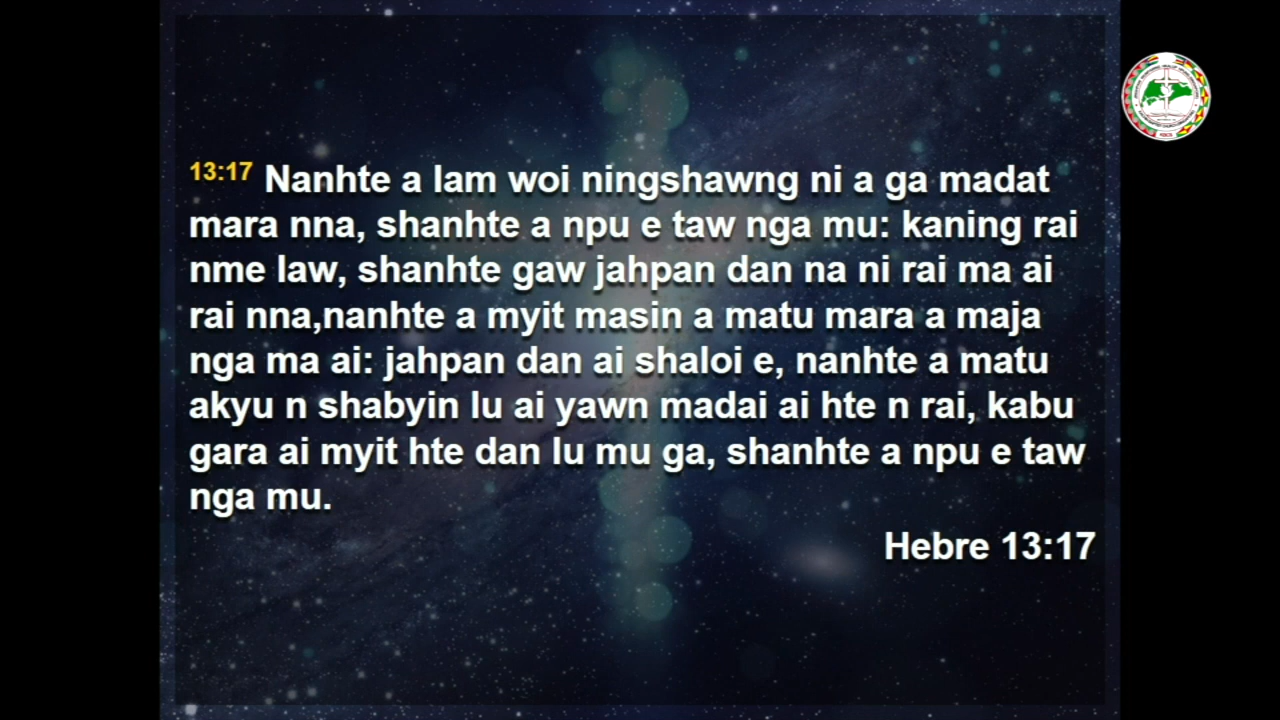 13:17 Nanhte a lam woi ningshawng ni a ga madat
mara nna, shanhte a npu e taw nga mu: kaning rai
nme law, shanhte gaw jahpan dan na ni rai ma ai
rai nna,nanhte a myit masin a matu mara a maja
nga ma ai: jahpan dan ai shaloi e, nanhte a matu
akyu n shabyin lu ai yawn madai ai hte n rai, kabu
gara ai myit hte dan lu mu ga, shanhte a npu e taw
nga mu.
Hebre 13:17